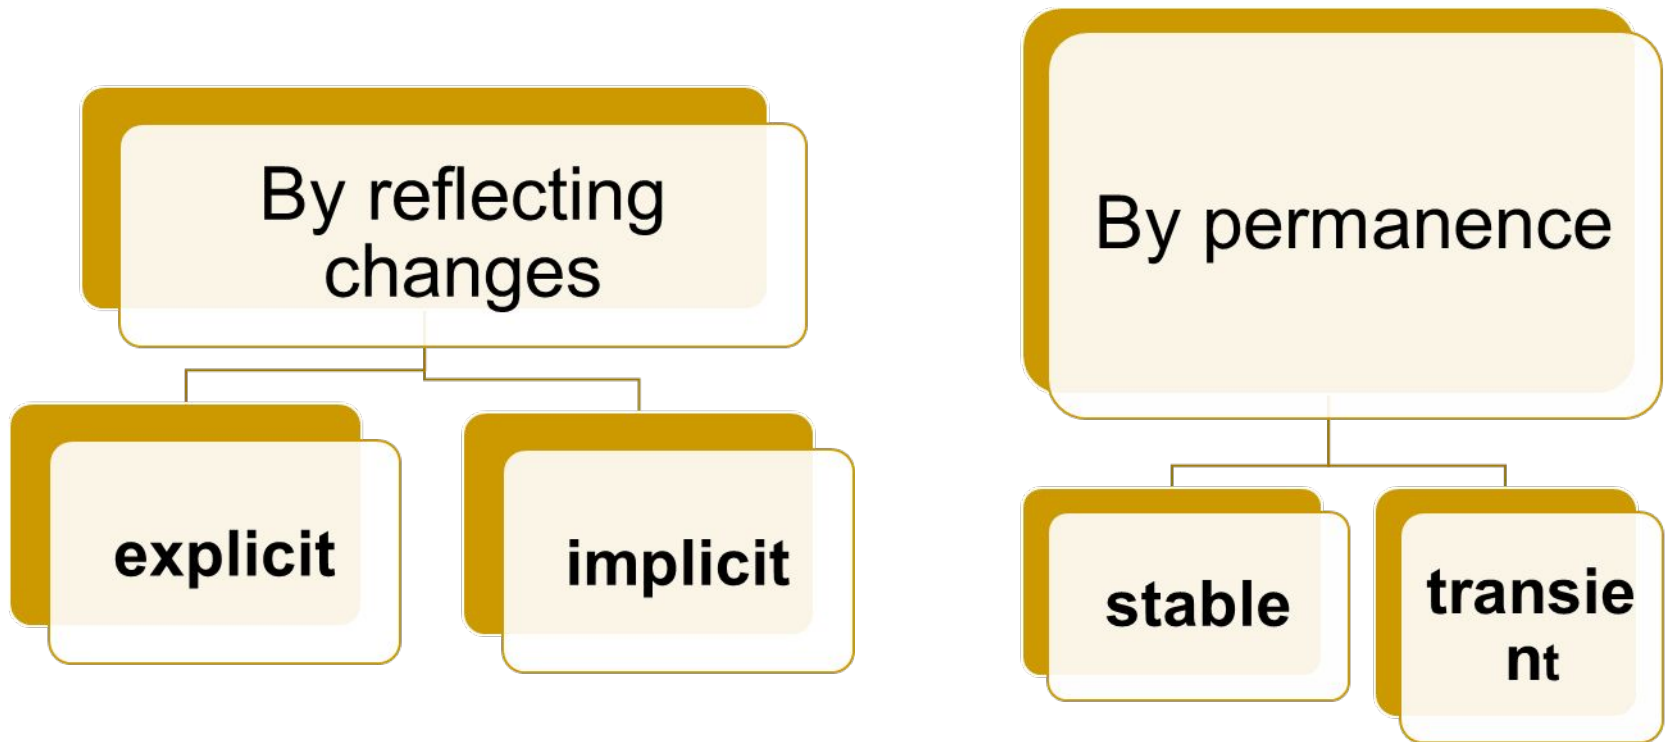 By reflecting
changes
explicit
implicit
By permanence
stable
transie
nt